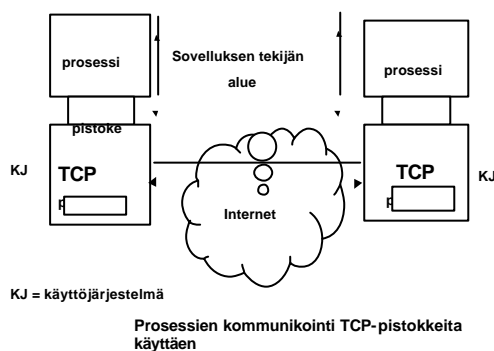 prosessi
Sovelluksen tekijän
alue
prosessi
pistoke
KJ
TCP
TCP
KJ
Internet
KJ = käyttöjärjestelmä
Prosessien kommunikointi TCP-pistokkeita
käyttäen